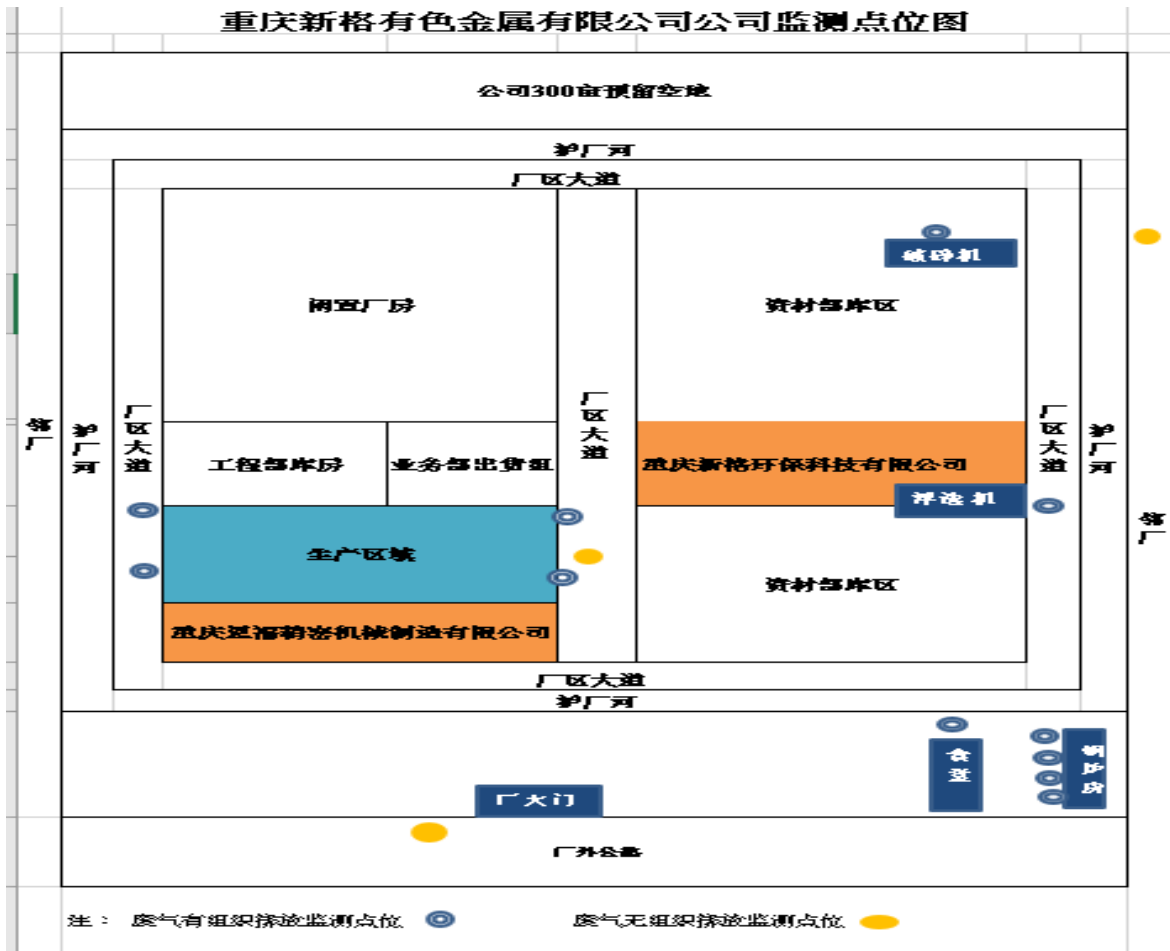 重庆新格有色金属有限公司公司监测点位图
公司300亩预留空地
护厂河
厂区大道
破碎机
闲置厂房
资材部库区
邻厂
护厂河
厂区大道
厂区大道
厂区大道
护厂河
邻厂
工程部库房
业务部出货组
重庆新格环保科技有限公司
浮选机
生产区域
资材部库区
精密机械制造有限公司
厂区大道
护厂河
食堂
锅炉房
厂大门
厂外公路
注： 废气有组织排放监测点位
废气无组织排放监测点位